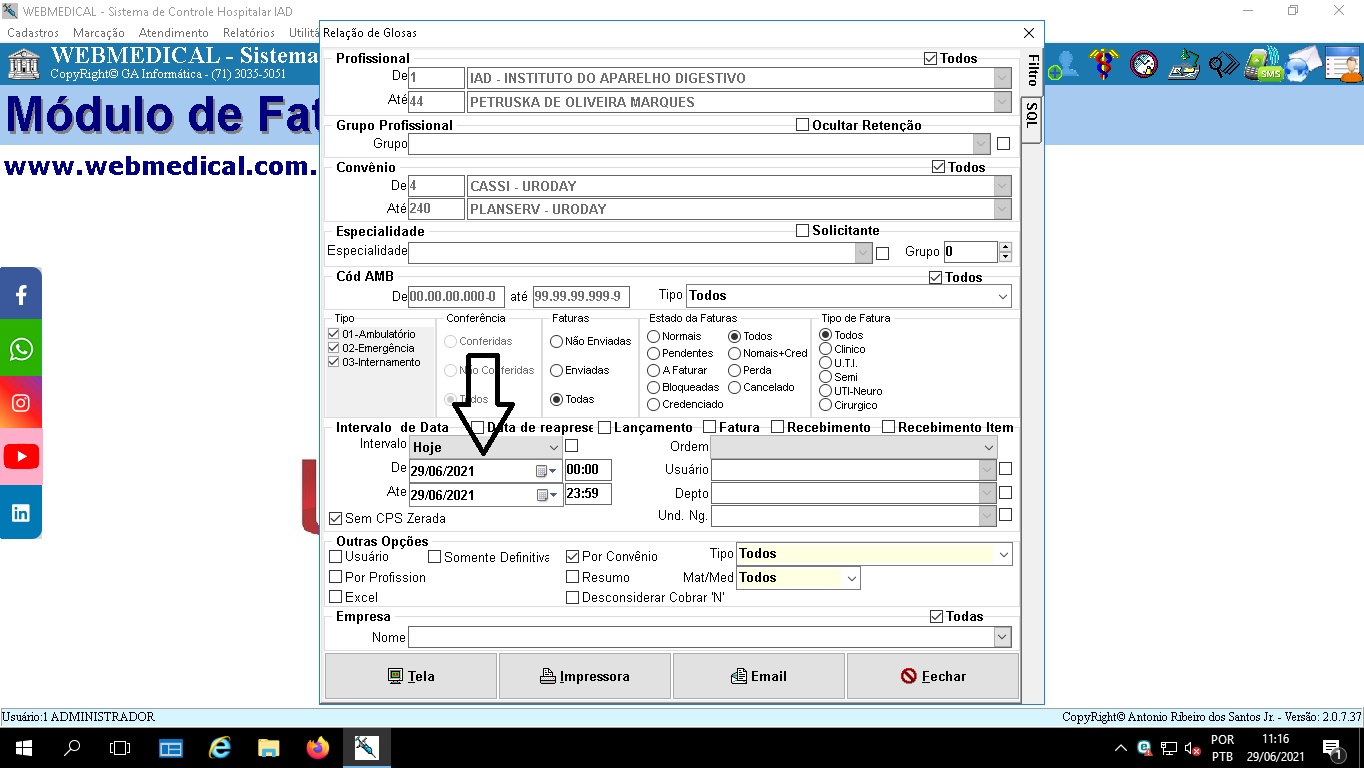 WEBMEDICAL - Sistema de Controle Hospitalar IAD
Cadastros Marcação Atendimento Relatórios Utilitá
WEBMEDICAL - Sistema
CopyRight© GA Informática - (71) 3035-5051
Módulo de Fat
www.webmedical.com.
Relação de Glosas
Filtro
SQL
SMS
Profissional Todos
De 1 IAD - INSTITUTO DO APARELHO DIGESTIVO
Até 44 PETRUSKA DE OLIVEIRA MARQUES
Grupo Profissional Ocultar Retenção
Grupo
Convênio Todos
De 4 CASSI - URODAY
Até 240 PLANSERV - URODAY
Especialidade Solicitante
Especialidade Grupo 0
Cód AMB Todos
De 00.00.00.000-0 até 99.99.99.999-9 Tipo Todos
Tipo
01-Ambulatório
02-Emergência
03-Internamento
Conferência
Conferidas
Não Conferidas
Todos
Faturas
Não Enviadas
Enviadas
Todas
Estado da Faturas
Normais Todos
Pendentes Nomais+Cred
A Faturar Perda
Bloqueadas Cancelado
Credenciado
Tipo de Fatura
Todos
Clinico
U.T.I.
Semi
UTI-Neuro
Cirurgico
Intervalo de Data Data de reaprese Lançamento Fatura Recebimento Recebimento Item
Intervalo Hoje Ordem
De 29/06/2021 00:00 Usuário
Ate 29/06/2021 23:59 Depto
Sem CPS Zerada Und. Ng.
Outras Opções
Usuário Somente Definitiva Por Convênio Tipo Todos
Por Profission Resumo Mat/Med Todos
Excel Desconsiderar Cobrar 'N'
Empresa Todas
Nome
Tela Impressora Email Fechar
Usuário:1 ADMINISTRADOR CopyRight© Antonio Ribeiro dos Santos Jr. - Versão: 2.0.7.37
POR 11:16
PTB 29/06/2021 1